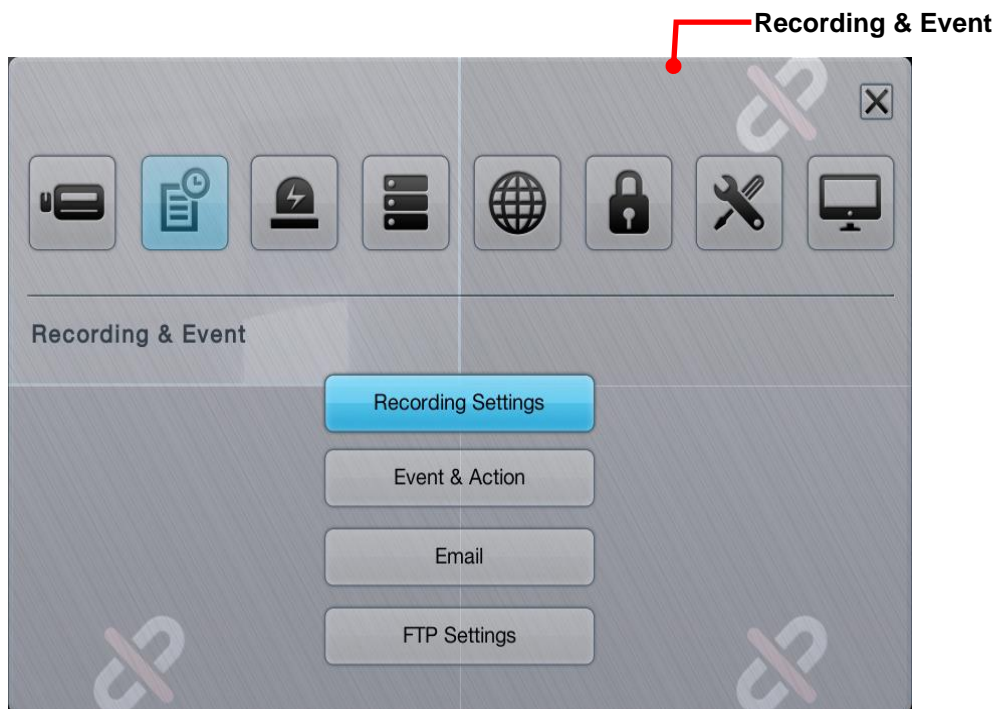 Recording & Event
Recording & Event
Recording Settings
Event & Action
Email
FTP Settings